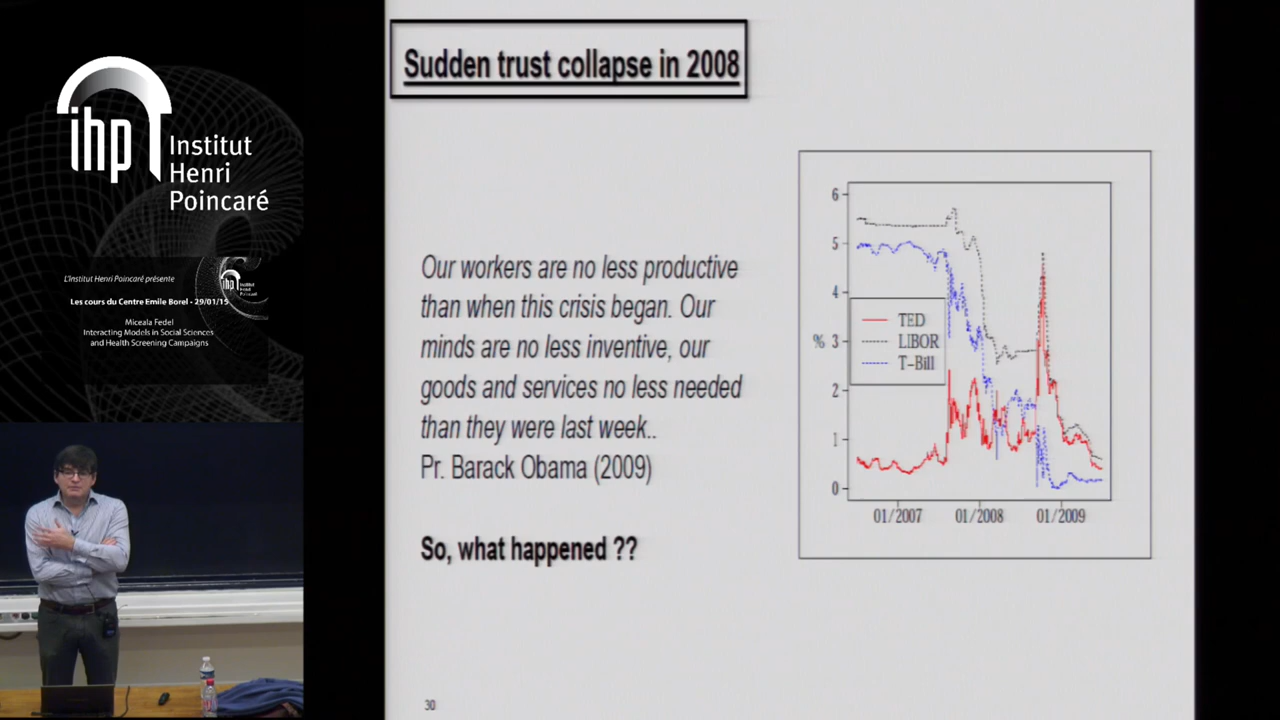 ihp
Institut
Henri
Poincaré
L'Institut Henri Poincaré présente
Les cours du Centre Emile Borel - 29/01/15
Miceala Fedel
Interacting Models in Social Sciences
and Health Screening Campaigns
ihp
Sudden trust collapse in 2008
Our workers are no less productive
than when this crisis began. Our
minds are no less inventive, our
goods and services no less needed
than they were last week..
Pr. Barack Obama (2009)
So, what happened ??
6
5
4
3
2
1
0
%
TED
LIBOR
T-Bill
01/2007
01/2008
01/2009
30